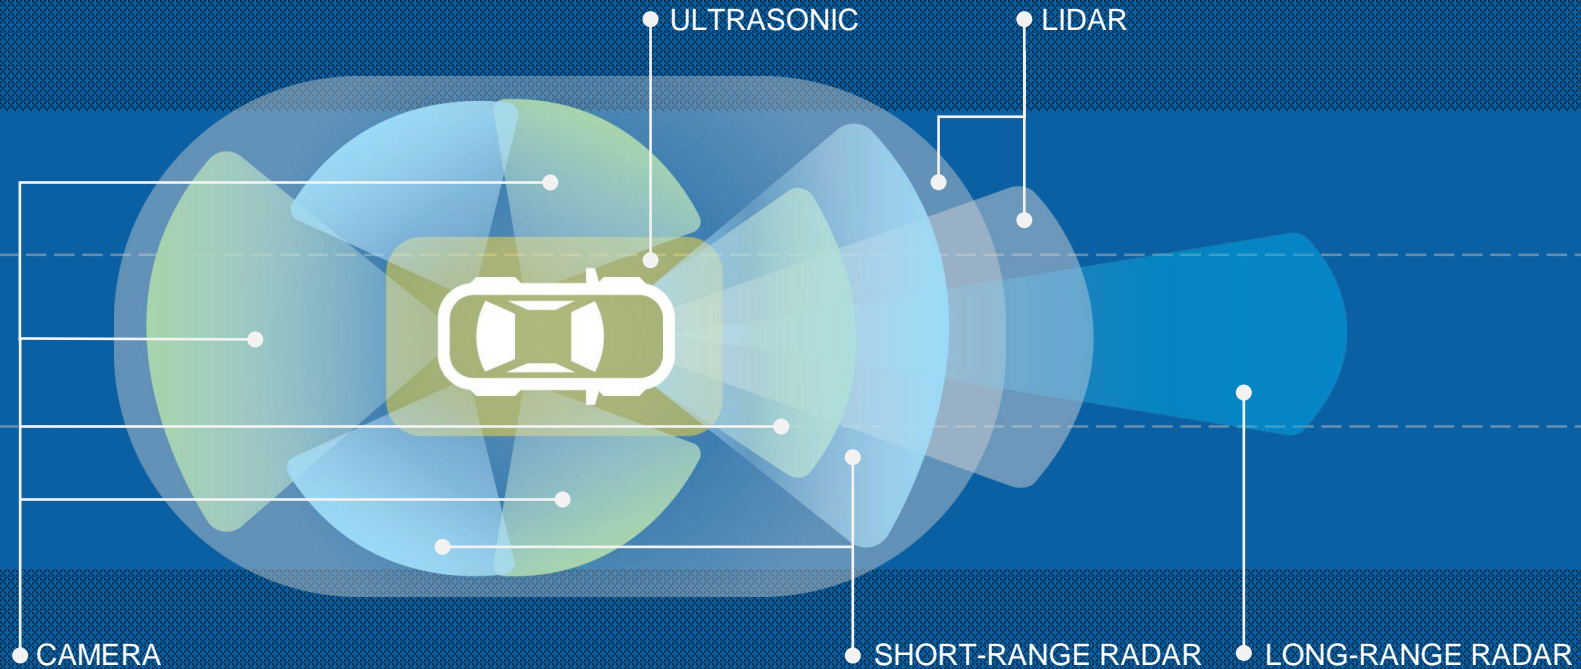 ULTRASONIC
LIDAR
CAMERA
SHORT-RANGE RADAR
LONG-RANGE RADAR